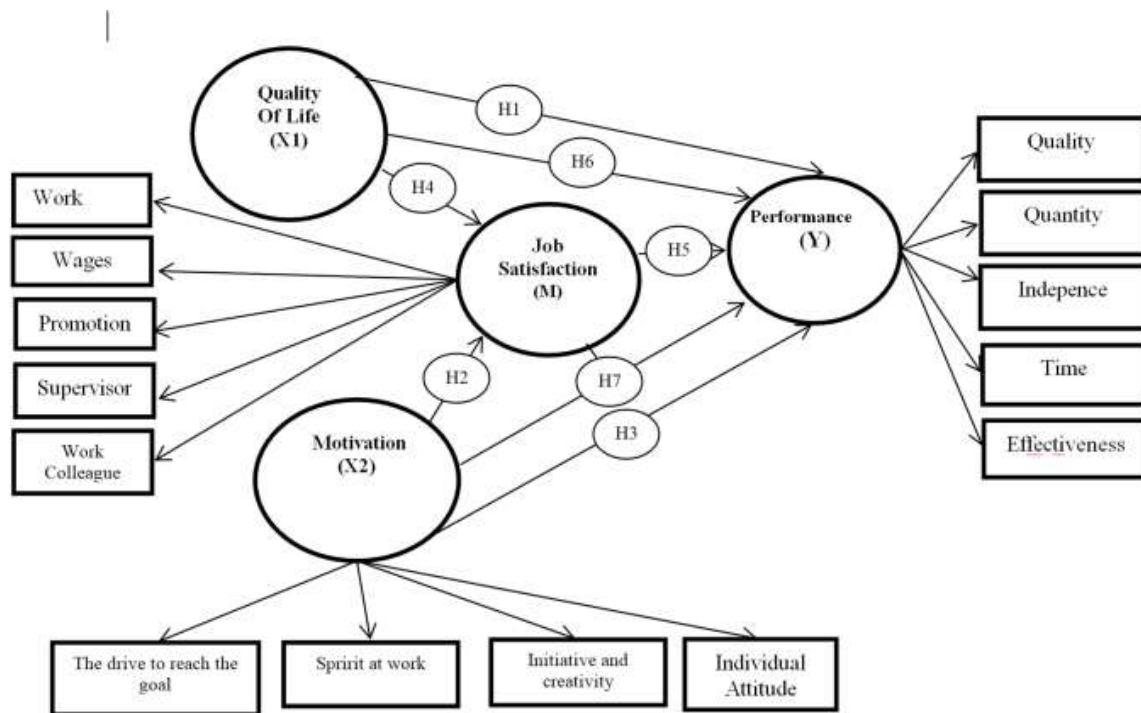 Quality
Of Life
(X1)
H1
H6
H4
Work
Wages
Promotion
Supervisor
Work
Colleague
Job
Satisfaction
(M)
H5
Performance
(Y)
Quality
Quantity
Indepence
Time
Effectiveness
H2
H7
H3
Motivation
(X2)
The drive to reach the
goal
Spririt at work
Initiative and
creativity
Individual
Attitude